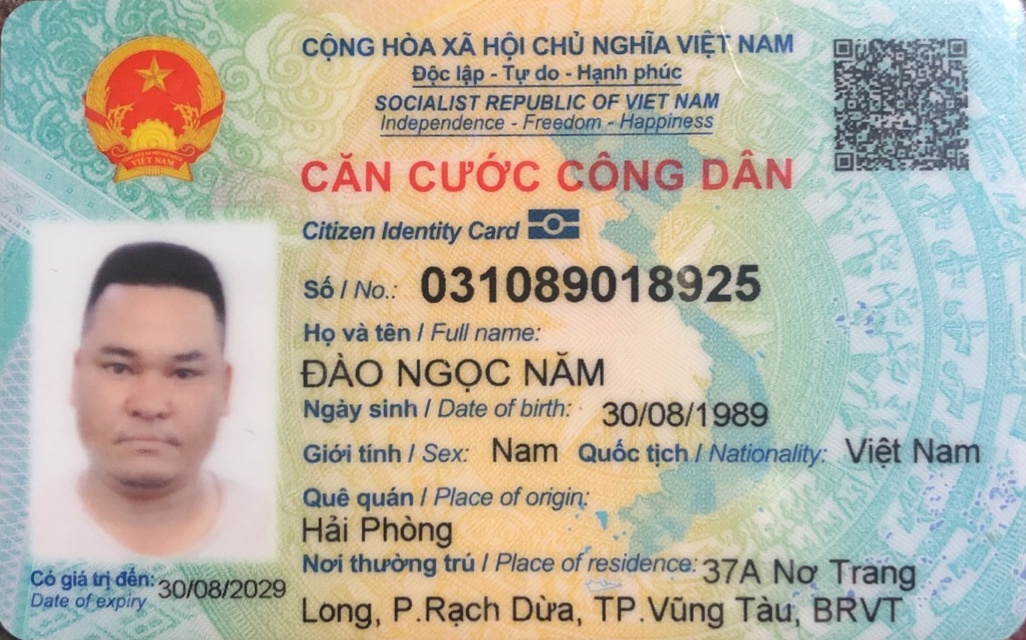 CỘNG HÒA XÃ HỘI CHỦ NGHĨA VIỆT NAM
Độc lập - Tự do - Hạnh phúc
SOCIALIST REPUBLIC OF VIET NAM
Independence - Freedom - Happiness
CĂN CƯỚC CÔNG DÂN
Citizen Identity Card
Số / No.: 031089018925
Họ và tên / Full name:
ĐÀO NGỌC NĂM
Ngày sinh / Date of birth: 30/08/1989
Giới tính / Sex: Nam Quốc tịch / Nationality: Việt Nam
Quê quán / Place of origin:
Hải Phòng
Nơi thường trú / Place of residence: 37A Nơ Trang
Long, P.Rạch Dừa, TP.Vũng Tàu, BRVT
Có giá trị đến: 30/08/2029
Date of expiry
VIỆT NAM